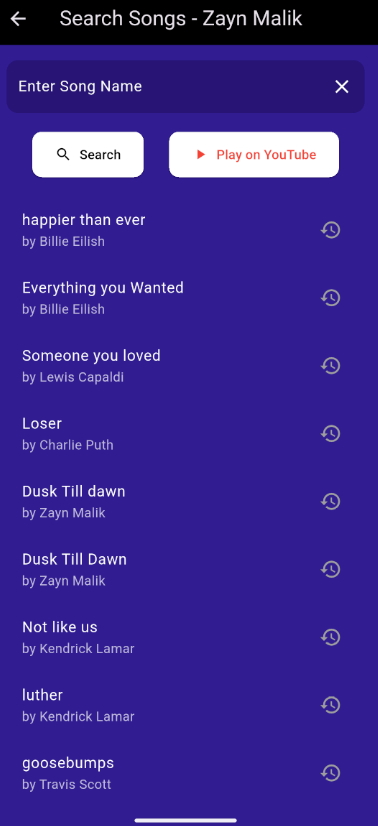 Search Songs - Zayn Malik
Enter Song Name
Search
Play on YouTube
happier than ever
by Billie Eilish
Everything you Wanted
by Billie Eilish
Someone you loved
by Lewis Capaldi
Loser
by Charlie Puth
Dusk Till dawn
by Zayn Malik
Dusk Till Dawn
by Zayn Malik
Not like us
by Kendrick Lamar
luther
by Kendrick Lamar
goosebumps
by Travis Scott